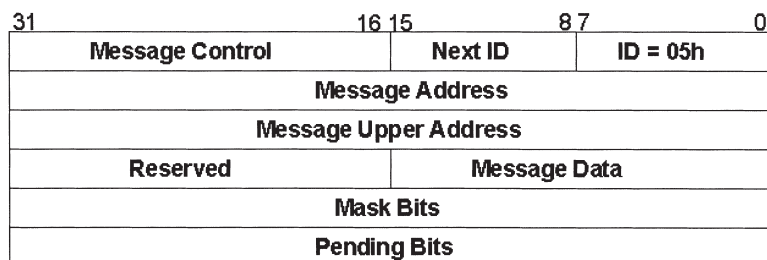 31 16 15 8 7 0
Message Control Next ID ID = 05h
Message Address
Message Upper Address
Reserved Message Data
Mask Bits
Pending Bits